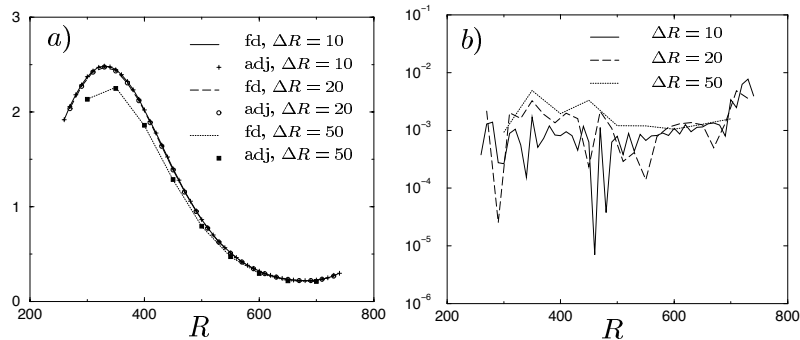 a)
fd, ΔR = 10
adj, ΔR = 10
fd, ΔR = 20
adj, ΔR = 20
fd, ΔR = 50
adj, ΔR = 50
3
2
1
0
200
400
600
800
R
b)
ΔR = 10
ΔR = 20
ΔR = 50
10⁻¹
10⁻²
10⁻³
10⁻⁴
10⁻⁵
10⁻⁶
200
400
600
800
R